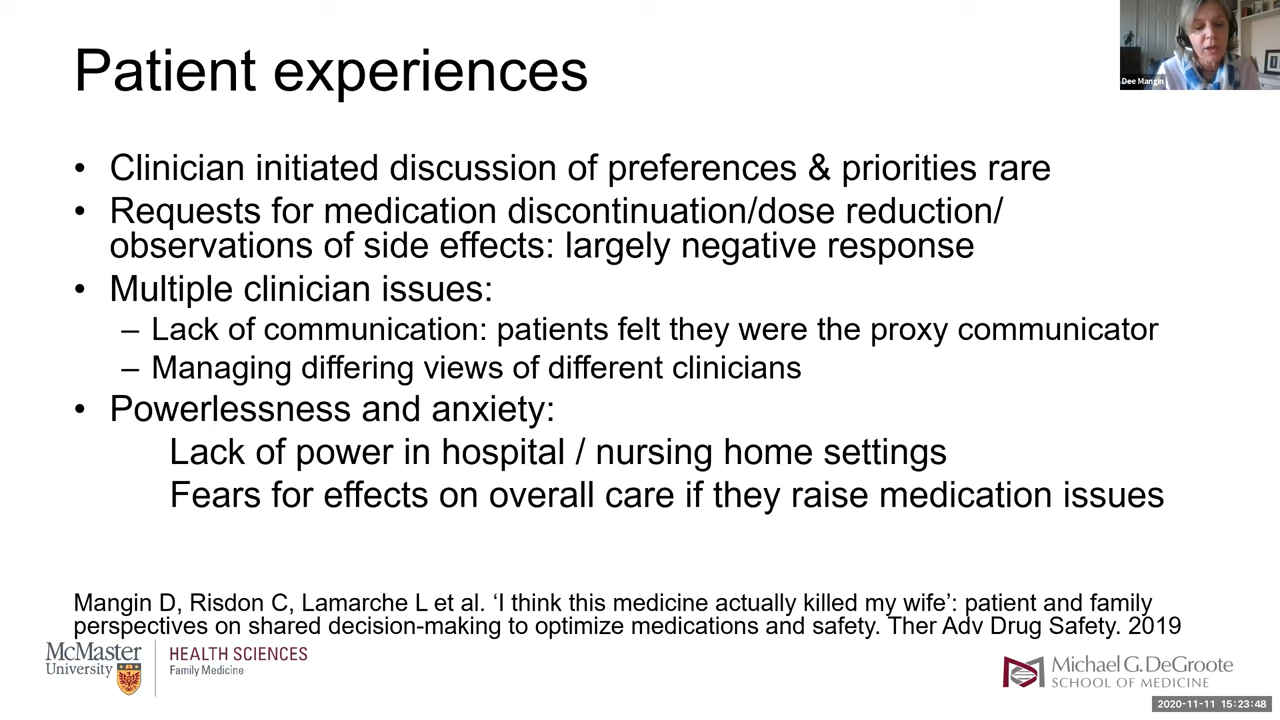 Patient experiences
Dee Mangin
• Clinician initiated discussion of preferences & priorities rare
• Requests for medication discontinuation/dose reduction/
observations of side effects: largely negative response
• Multiple clinician issues:
– Lack of communication: patients felt they were the proxy communicator
– Managing differing views of different clinicians
• Powerlessness and anxiety:
Lack of power in hospital / nursing home settings
Fears for effects on overall care if they raise medication issues
Mangin D, Risdon C, Lamarche L et al. ‘I think this medicine actually killed my wife’: patient and family
perspectives on shared decision-making to optimize medications and safety. Ther Adv Drug Safety. 2019
McMaster
University
HEALTH SCIENCES
Family Medicine
Michael G. DeGroote
SCHOOL OF MEDICINE
2020-11-11 15:23:48